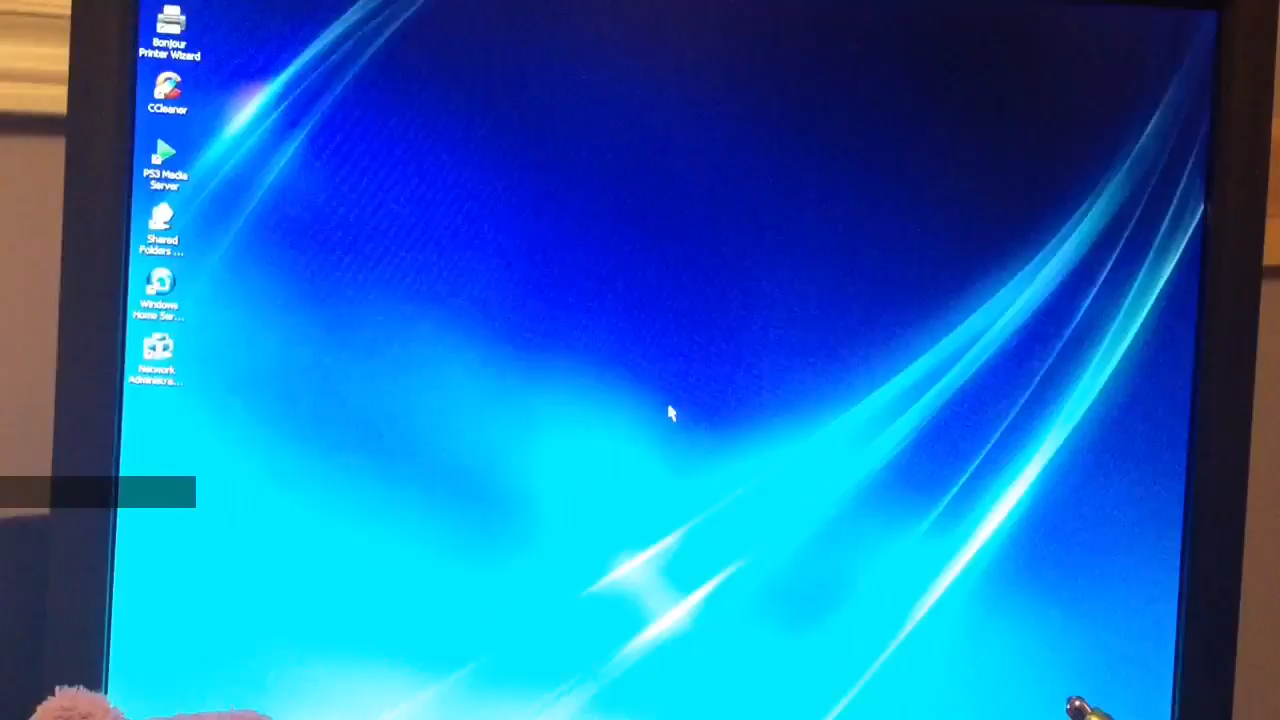 Bonjour
Printer Wizard
CCleaner
PS3 Media
Server
Shared
Folders ...
Windows
Home Ser...
Network
Administra...